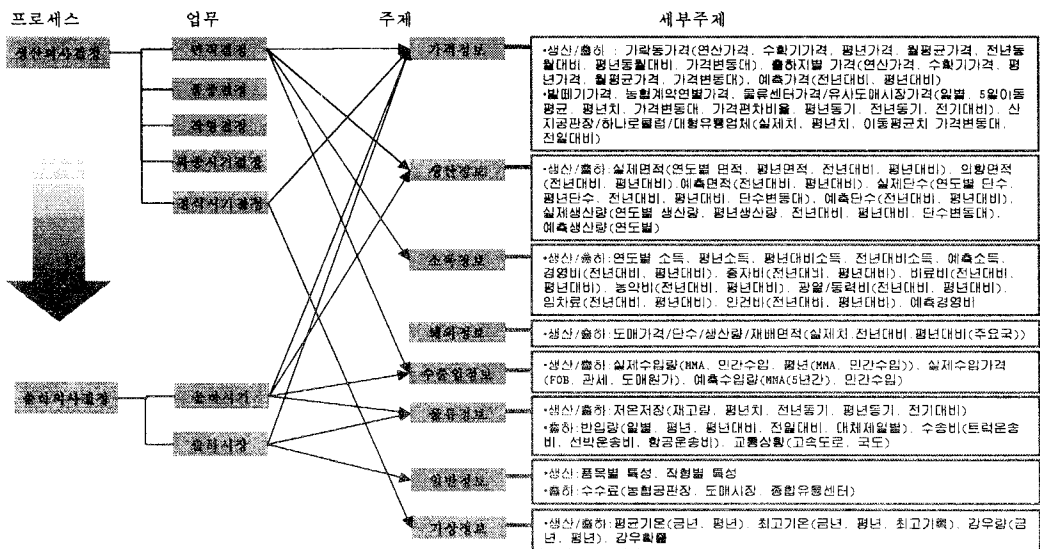 프로세스 업무 주제 세부주제
생산의사결정
면적결정
품종결정
작형결정
파종시기결정
정식시기결정
출하의사결정
출하시기
출하시장
가격정보
•생산/출하 : 가락동가격(연산가격, 수확기가격, 평년가격, 월평균가격, 전년동
월대비, 평년동월대비, 가격변동대), 출하지별 가격(연산가격, 수확기가격, 평
년가격, 월평균가격, 가격변동대), 예측가격(전년대비, 평년대비)
•밭떼기가격, 농협계약연별가격, 물류센터가격/유사도매시장가격(일별, 5일이동
평균, 평년치, 가격변동대, 가격편차비율, 평년동기, 전년동기, 전기대비), 산
지공판장/하나로클럽/대형유통업체(실제치, 평년치, 이동평균치 가격변동대,
전일대비)
생산정보
•생산/출하:실제면적(연도별 면적, 평년면적, 전년대비, 평년대비), 의향면적
(전년대비, 평년대비),예측면적(전년대비, 평년대비), 실제단수(연도별 단수,
평년단수, 전년대비, 평년대비, 단수변동대), 예측단수(전년대비, 평년대비),
실제생산량(연도별 생산량, 평년생산량, 전년대비, 평년대비, 단수변동대),
예측생산량(연도별)
소득정보
•생산/출하:연도별 소득, 평년소득, 평년대비소득, 전년대비소득, 예측소득,
경영비(전년대비, 평년대비), 종자비(전년대비, 평년대비), 비료비(전년대비,
평년대비), 농약비(전년대비, 평년대비), 광열/동력비(전년대비, 평년대비),
임차료(전년대비, 평년대비), 인건비(전년대비, 평년대비), 예측경영비
해외정보
•생산/출하:도매가격/단수/생산량/재배면적(실제치,전년대비,평년대비(주요국))
수출입정보
•생산/출하:실제수입량(MMA, 민간수입, 평년(MMA, 민간수입)), 실제수입가격
(FOB, 관세, 도매원가), 예측수입량(MMA(5년간), 민간수입)
물류정보
•생산/출하:저온저장(재고량, 평년치, 전년동기, 평년동기, 전기대비)
•출하:반입량(일별, 평년, 평년대비, 전일대비, 대체제일별), 수송비(트럭운송
비, 선박운송비, 항공운송비), 교통상황(고속도로, 국도)
일반정보
•생산:품목별 특성, 작형별 특성
•출하:수수료(농협공판장, 도매시장, 종합유통센터)
기상정보
•생산/출하:평균기온(금년, 평년), 최고기온(금년, 평년, 최고기록), 강우량(금
년, 평년), 강우확률